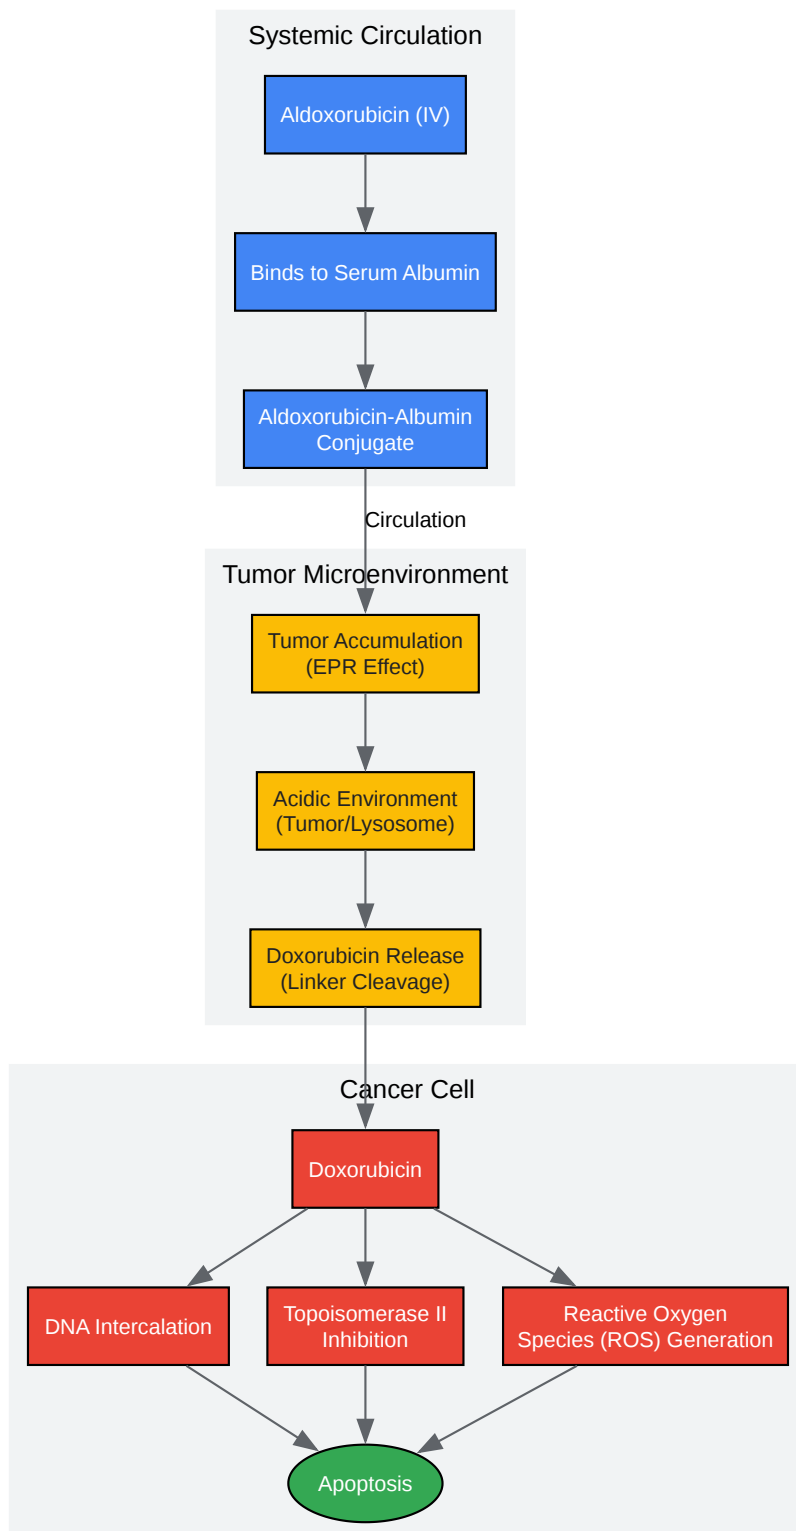 Systemic Circulation
Aldoxorubicin (IV)
Binds to Serum Albumin
Aldoxorubicin-Albumin
Conjugate
Circulation
Tumor Microenvironment
Tumor Accumulation
(EPR Effect)
Acidic Environment
(Tumor/Lysosome)
Doxorubicin Release
(Linker Cleavage)
Cancer Cell
Doxorubicin
DNA Intercalation
Topoisomerase II
Inhibition
Reactive Oxygen
Species (ROS) Generation
Apoptosis